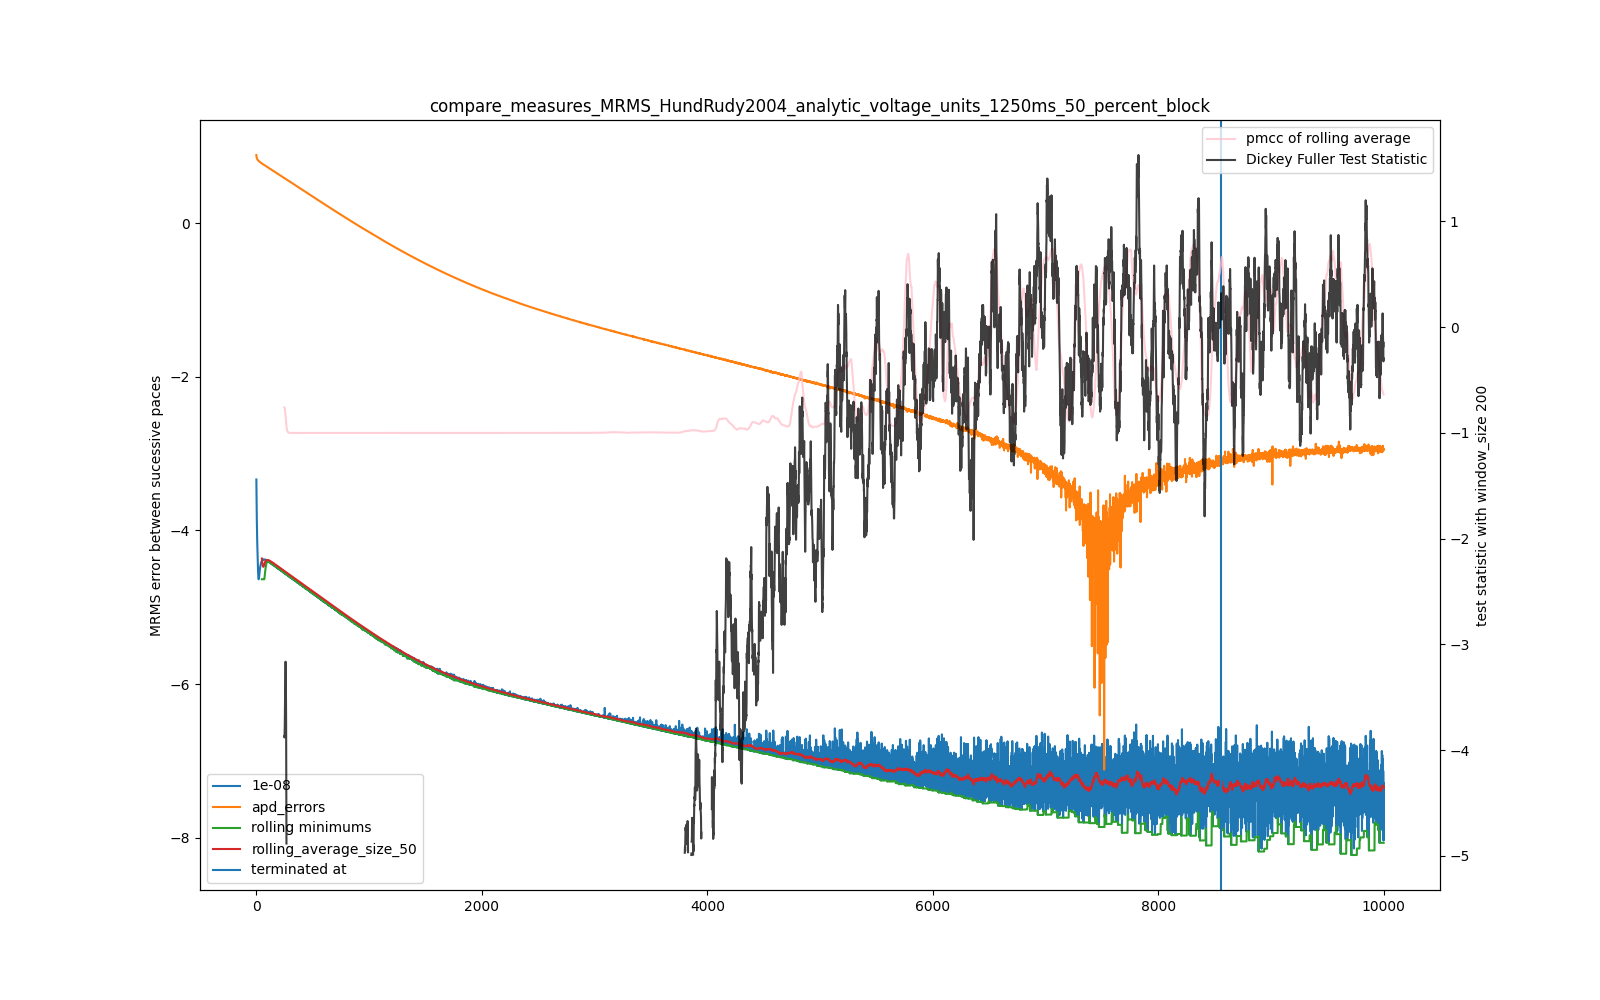 compare_measures_MRMS_HundRudy2004_analytic_voltage_units_1250ms_50_percent_block
pmcc of rolling average
Dickey Fuller Test Statistic
MRMS error between sucessive paces
0
−2
−4
−6
−8
1
0
−1
−2
−3
−4
−5
test statistic with window_size 200
1e-08
apd_errors
rolling minimums
rolling_average_size_50
terminated at
0
2000
4000
6000
8000
10000